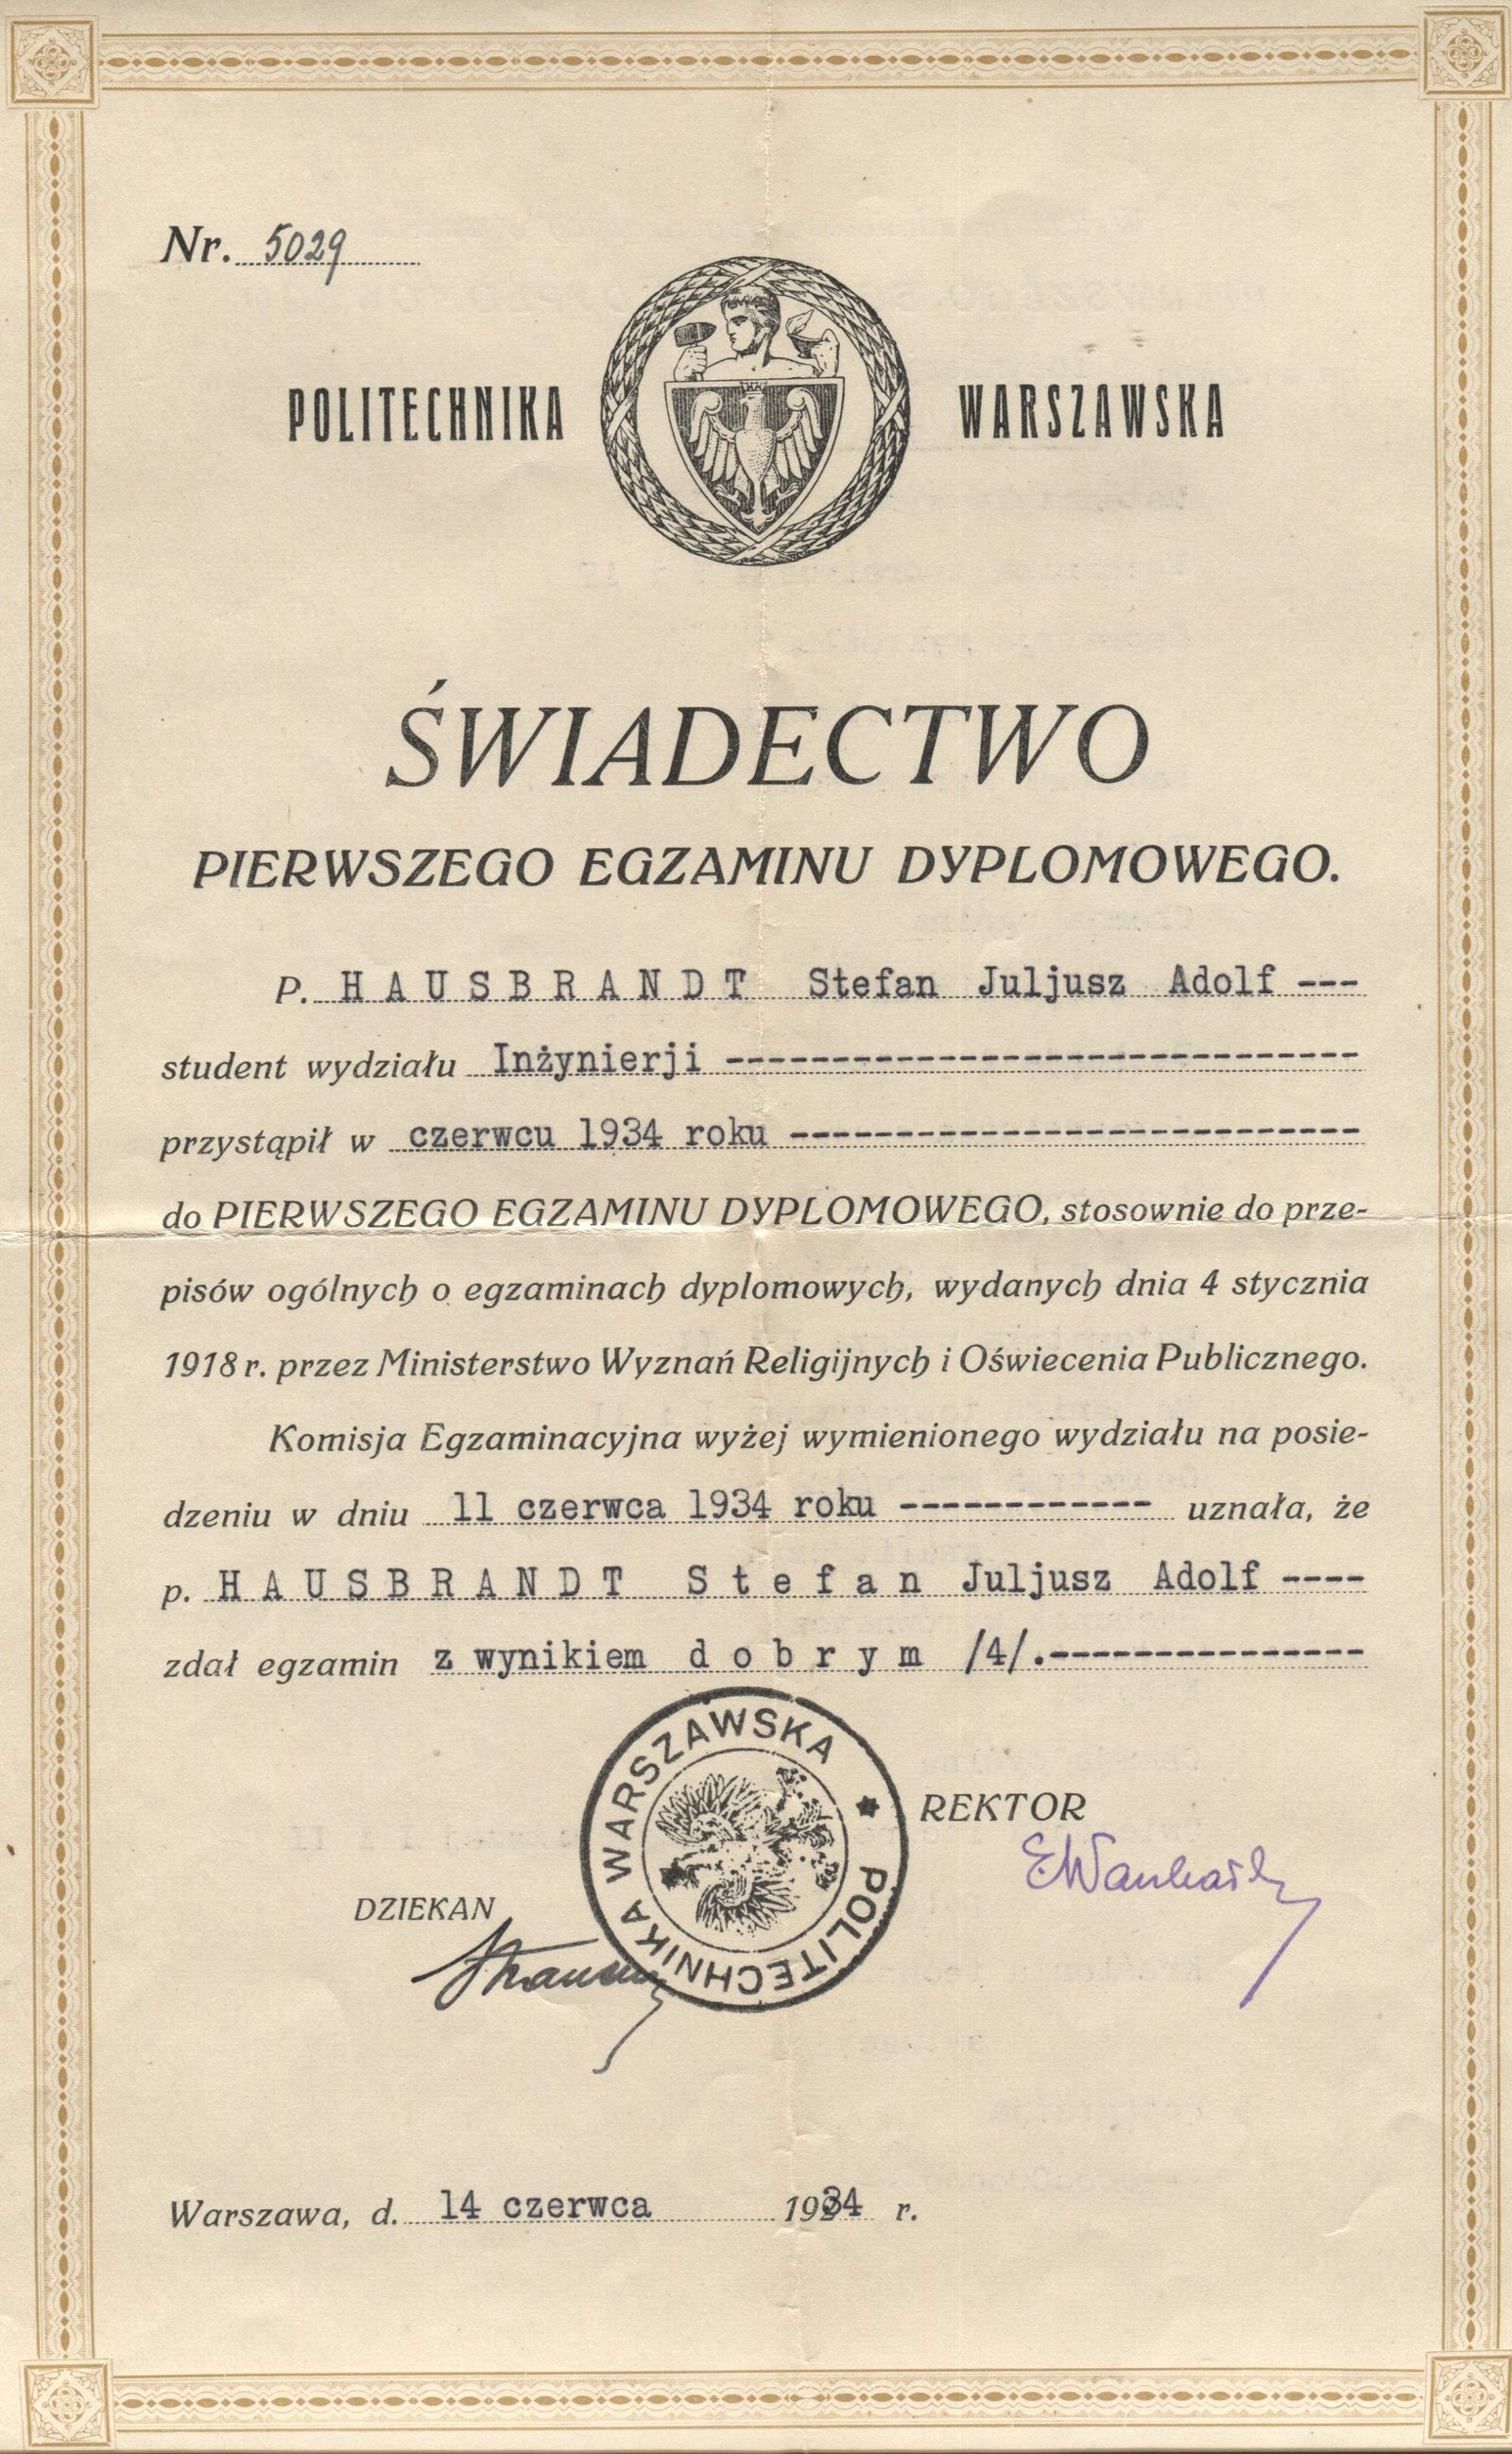 Nr. 5029
POLITECHNIKA WARSZAWSKA
ŚWIADECTWO
PIERWSZEGO EGZAMINU DYPLOMOWEGO.
P. HAUSBRANDT Stefan Juljusz Adolf ---
student wydziału Inżynierji ------------------------------
przystąpił w czerwcu 1934 roku ---------------------------
do PIERWSZEGO EGZAMINU DYPLOMOWEGO, stosownie do prze-
pisów ogólnych o egzaminach dyplomowych, wydanych dnia 4 stycznia
1918 r. przez Ministerstwo Wyznań Religijnych i Oświecenia Publicznego.
Komisja Egzaminacyjna wyżej wymienionego wydziału na posie-
dzeniu w dniu 11 czerwca 1934 roku ------------ uznała, że
p. HAUSBRANDT Stefan Juljusz Adolf ----
zdał egzamin z wynikiem dobrym /4/.---------------
POLITECHNIKA WARSZAWSKA
REKTOR
DZIEKAN
Warszawa, d. 14 czerwca 1934 r.